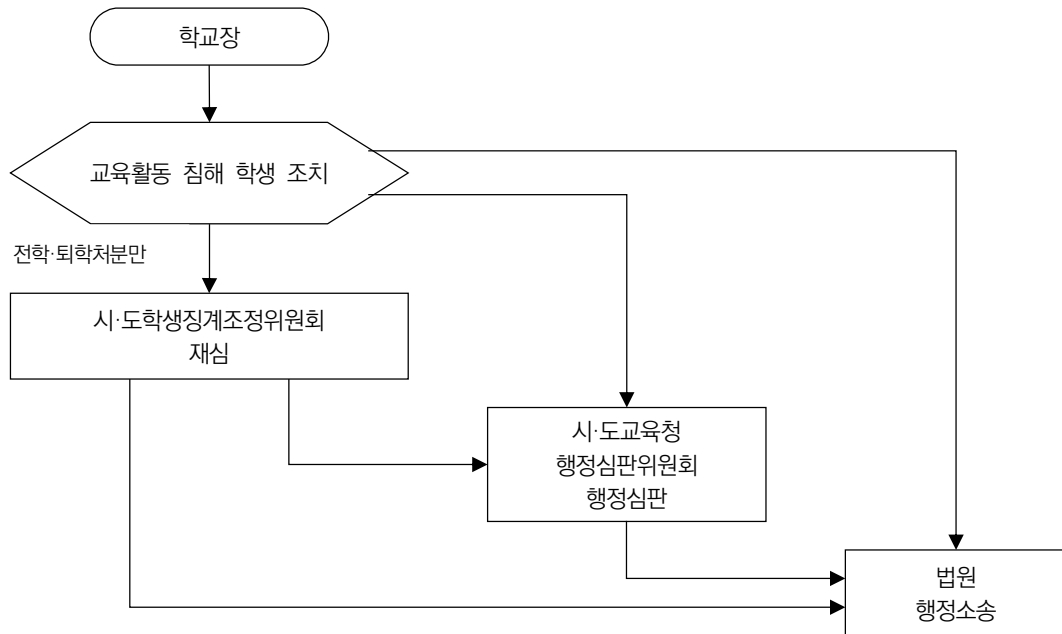 학교장
교육활동 침해 학생 조치
전학·퇴학처분만
시·도학생징계조정위원회
재심
시·도교육청
행정심판위원회
행정심판
법원
행정소송